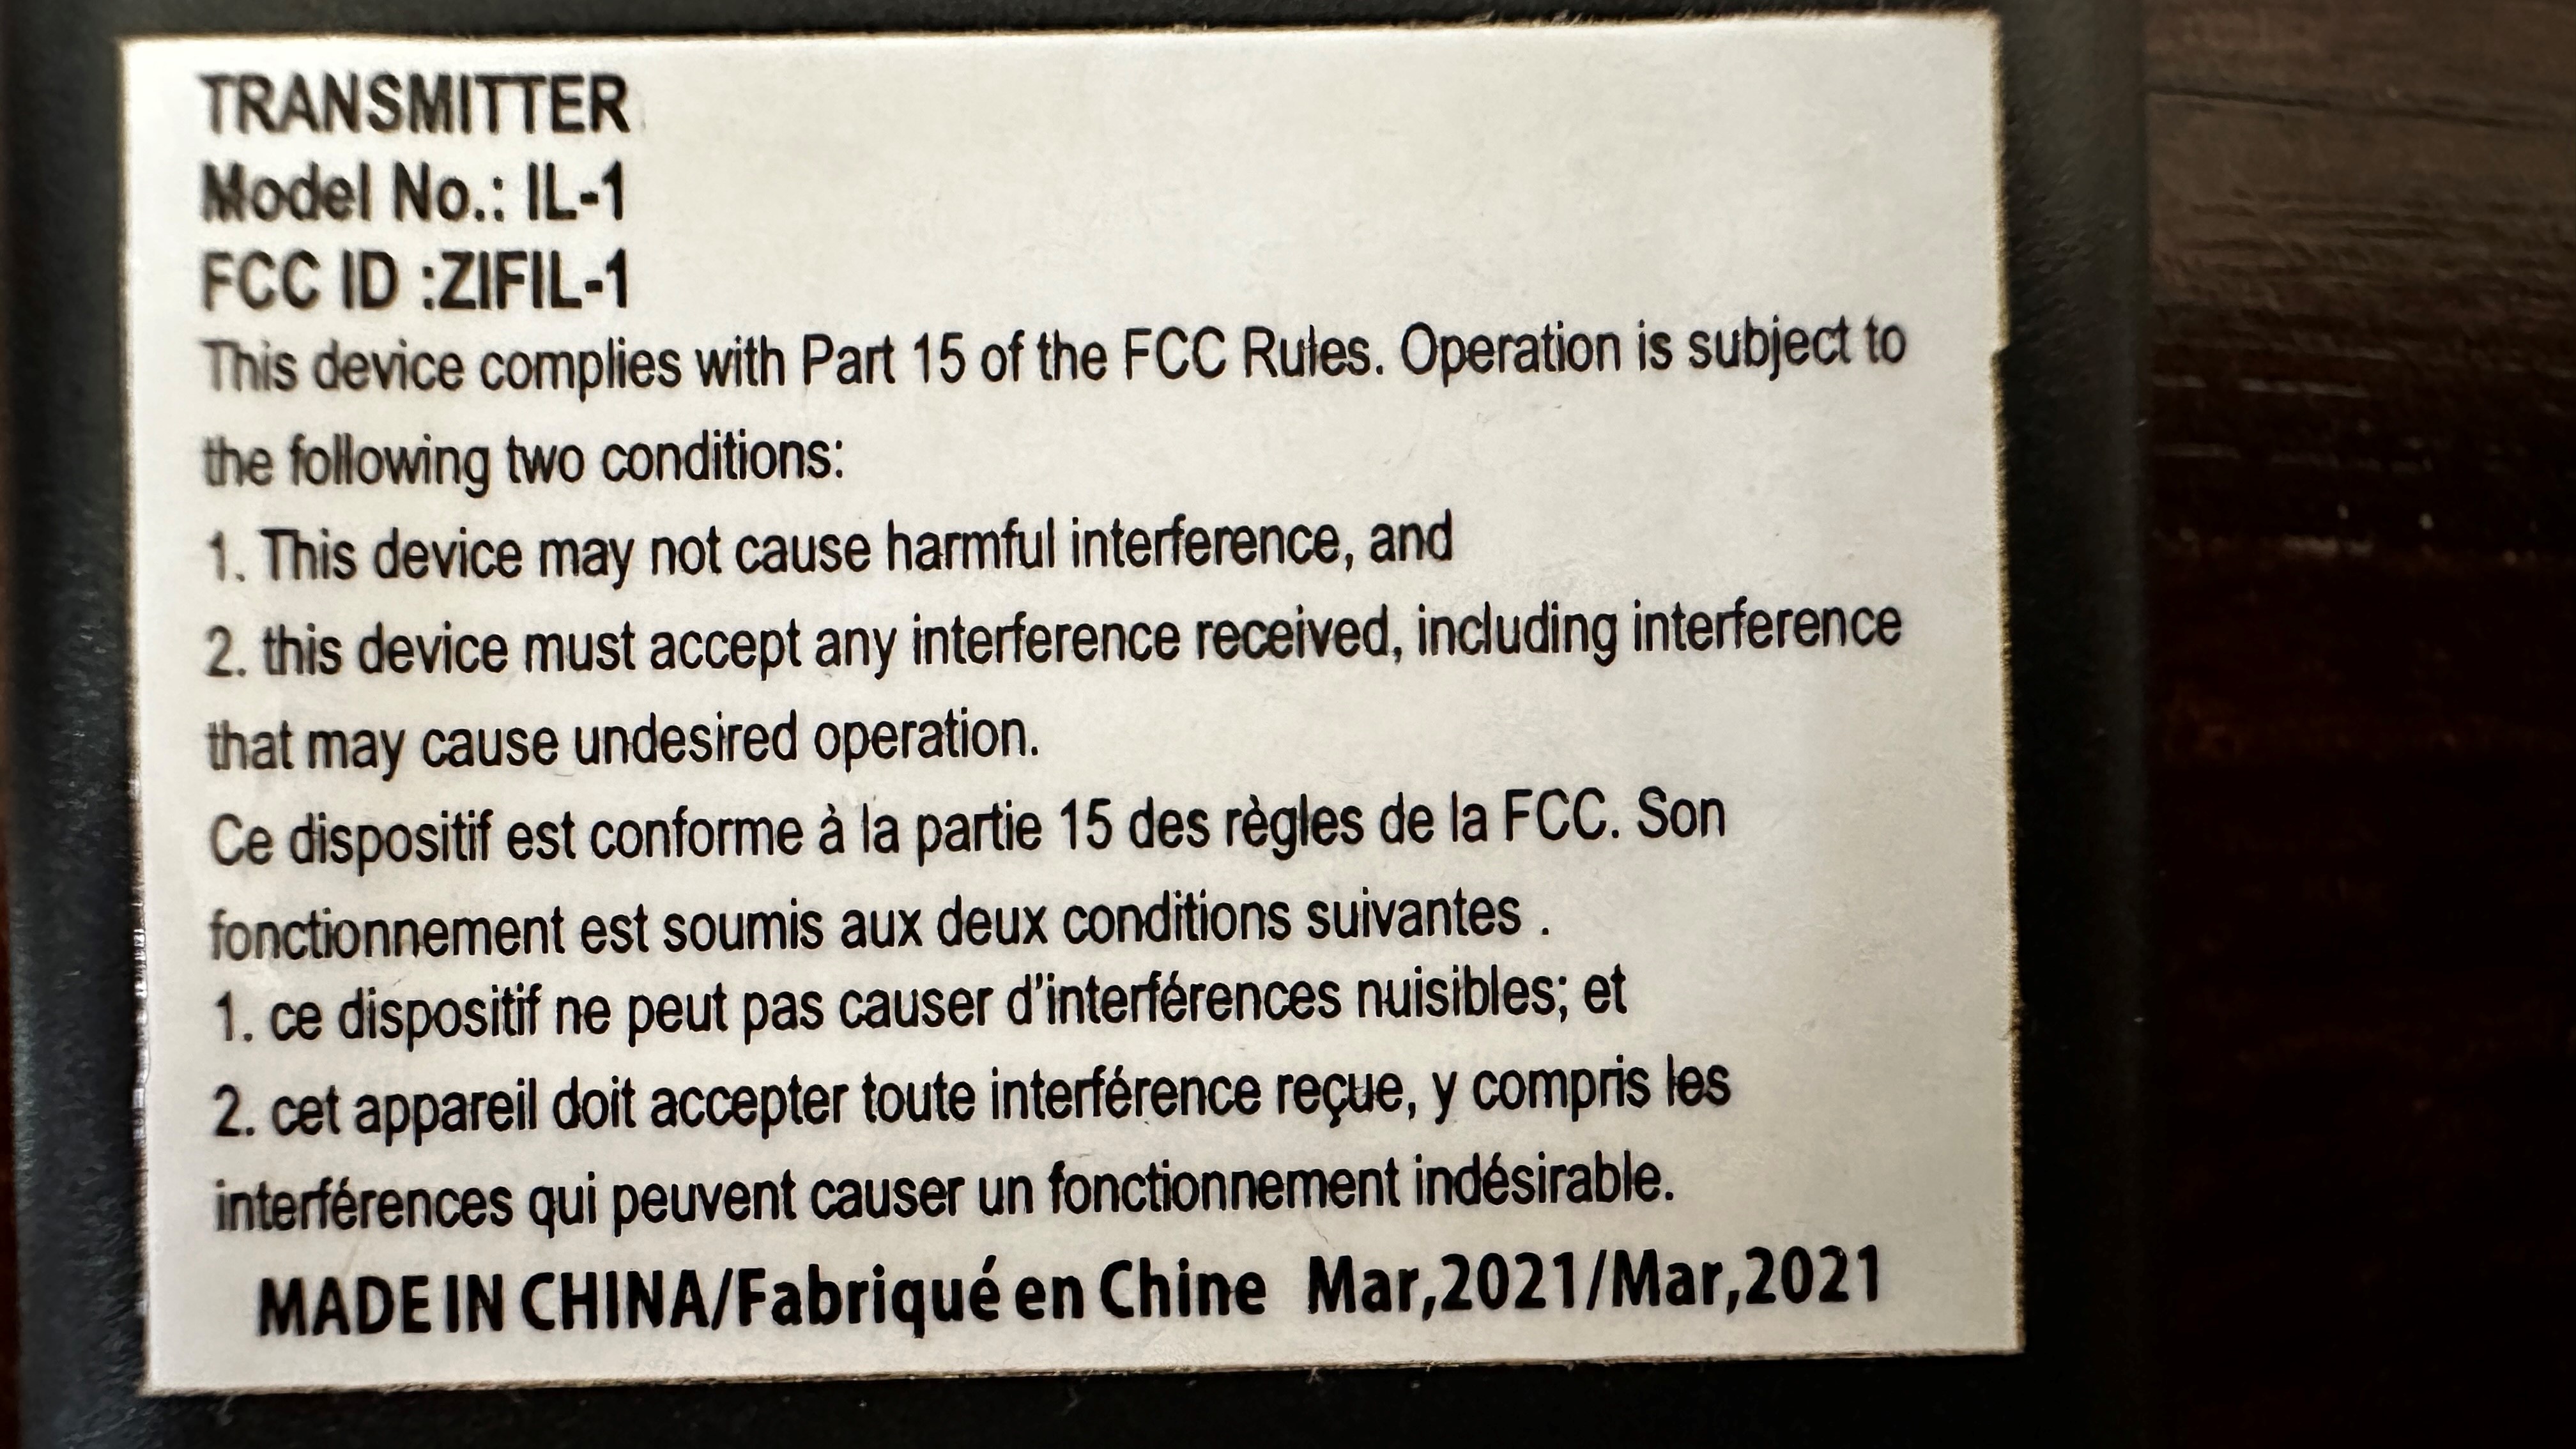 TRANSMITTER
Model No.: IL-1
FCC ID :ZIFIL-1
This device complies with Part 15 of the FCC Rules. Operation is subject to
the following two conditions:
1. This device may not cause harmful interference, and
2. this device must accept any interference received, including interference
that may cause undesired operation.
Ce dispositif est conforme à la partie 15 des règles de la FCC. Son
fonctionnement est soumis aux deux conditions suivantes .
1. ce dispositif ne peut pas causer d'interférences nuisibles; et
2. cet appareil doit accepter toute interférence reçue, y compris les
interférences qui peuvent causer un fonctionnement indésirable.
MADE IN CHINA/Fabriqué en Chine Mar,2021/Mar,2021